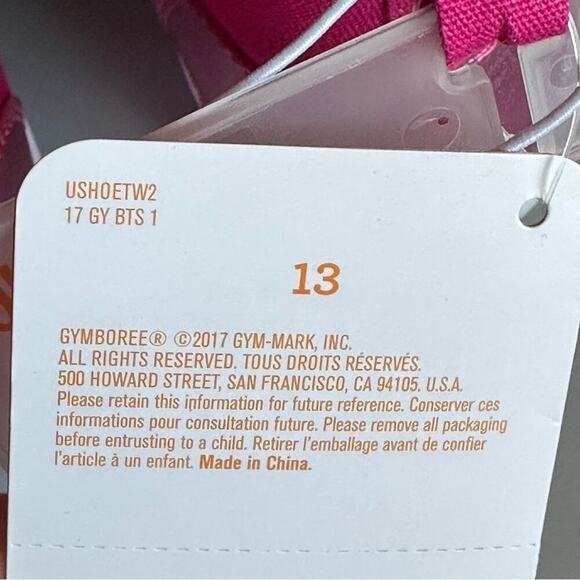 USHOETW2
17 GY BTS 1
13
GYMBOREE® ©2017 GYM-MARK, INC.
ALL RIGHTS RESERVED. TOUS DROITS RÉSERVÉS.
500 HOWARD STREET, SAN FRANCISCO, CA 94105. U.S.A.
Please retain this information for future reference. Conserver ces
informations pour consultation future. Please remove all packaging
before entrusting to a child. Retirer l'emballage avant de confier
l'article à un enfant. Made in China.